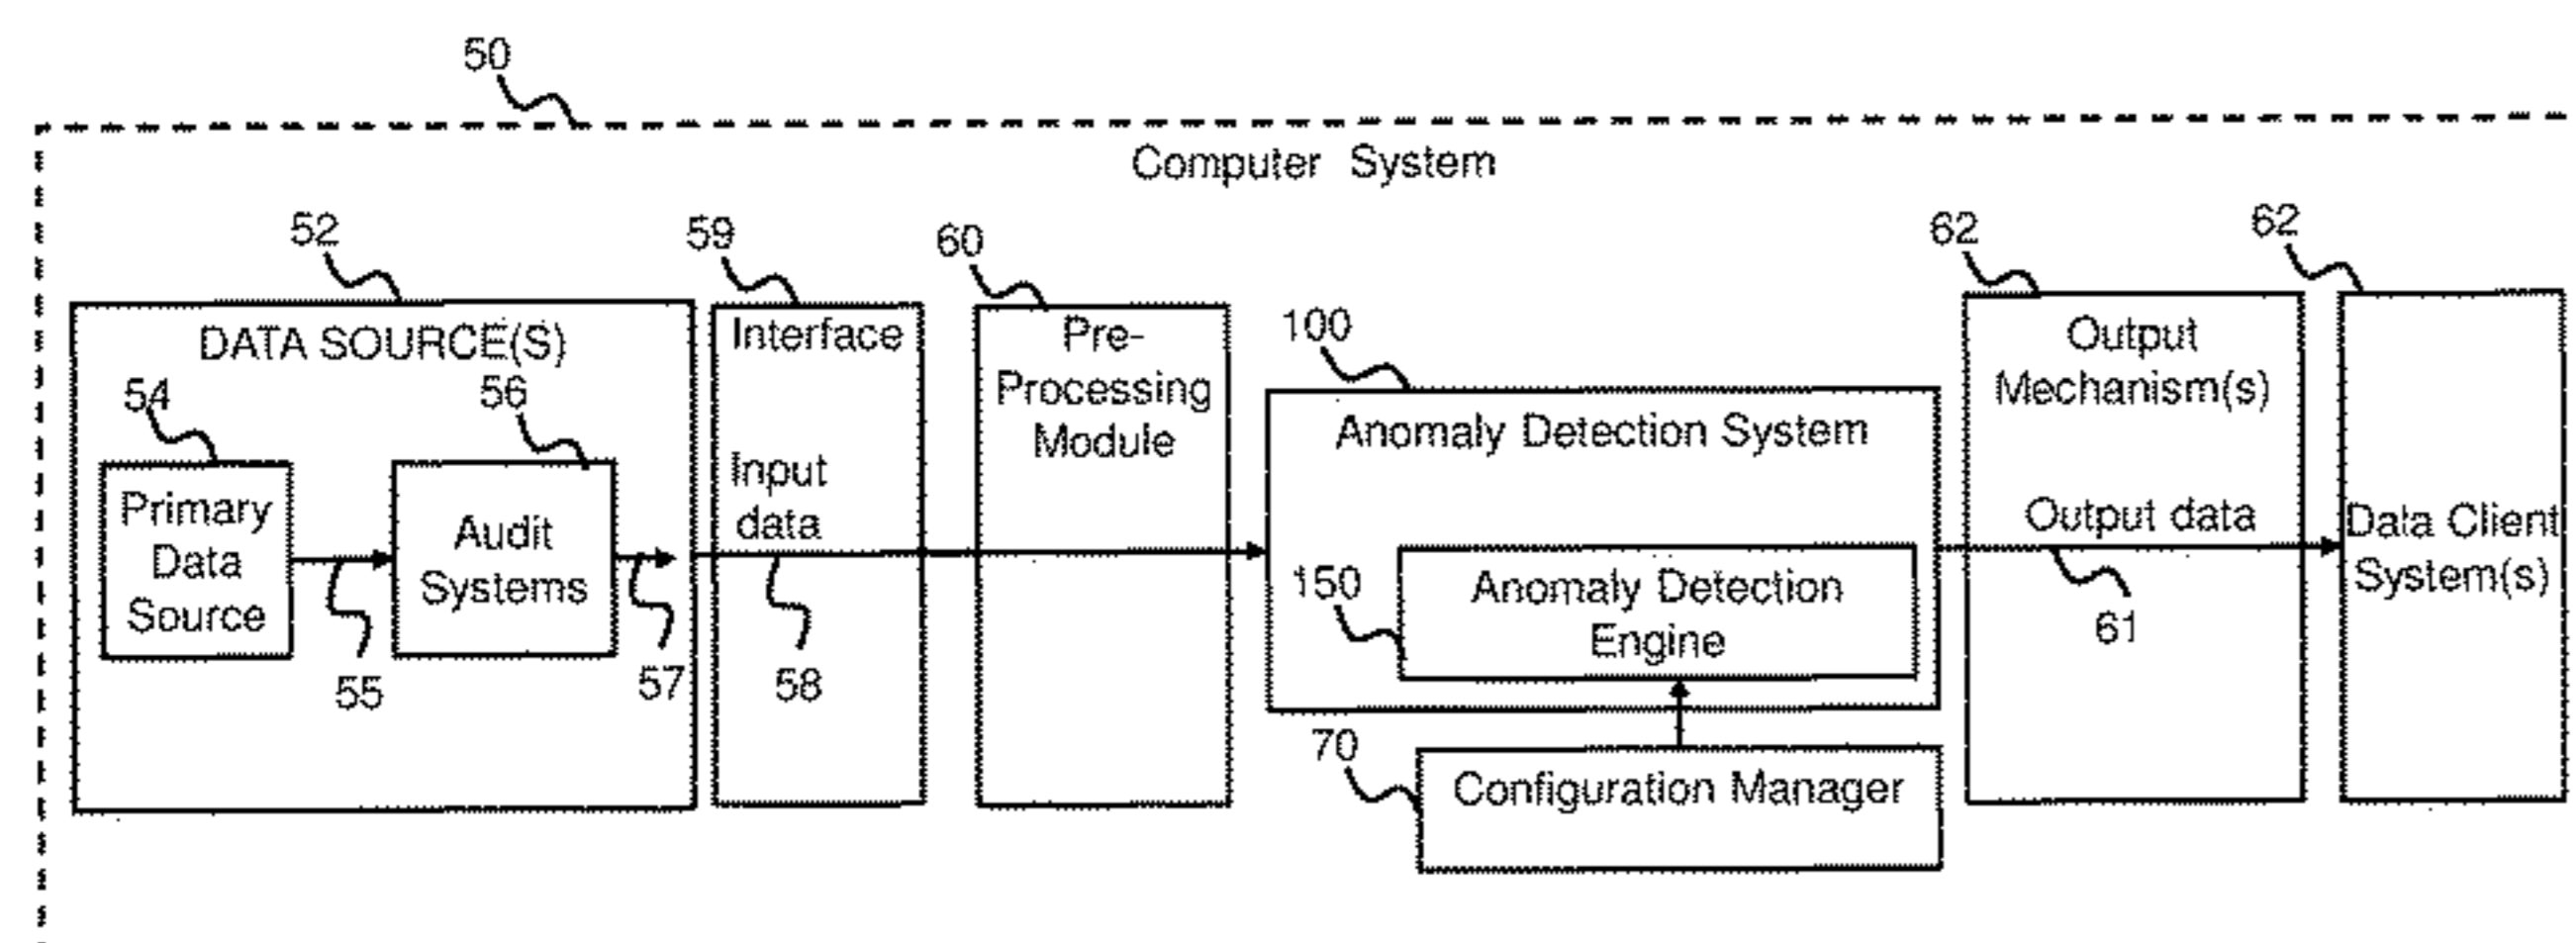 50
Computer System
52
59
60
62
62
DATA SOURCE(S)
54
56
Primary
Data
Source
Audit
Systems
55
57
Interface
Input
data
58
Pre-
Processing
Module
100
Anomaly Detection System
150
Anomaly Detection
Engine
70
Configuration Manager
Output
Mechanism(s)
Output data
61
Data Client
System(s)